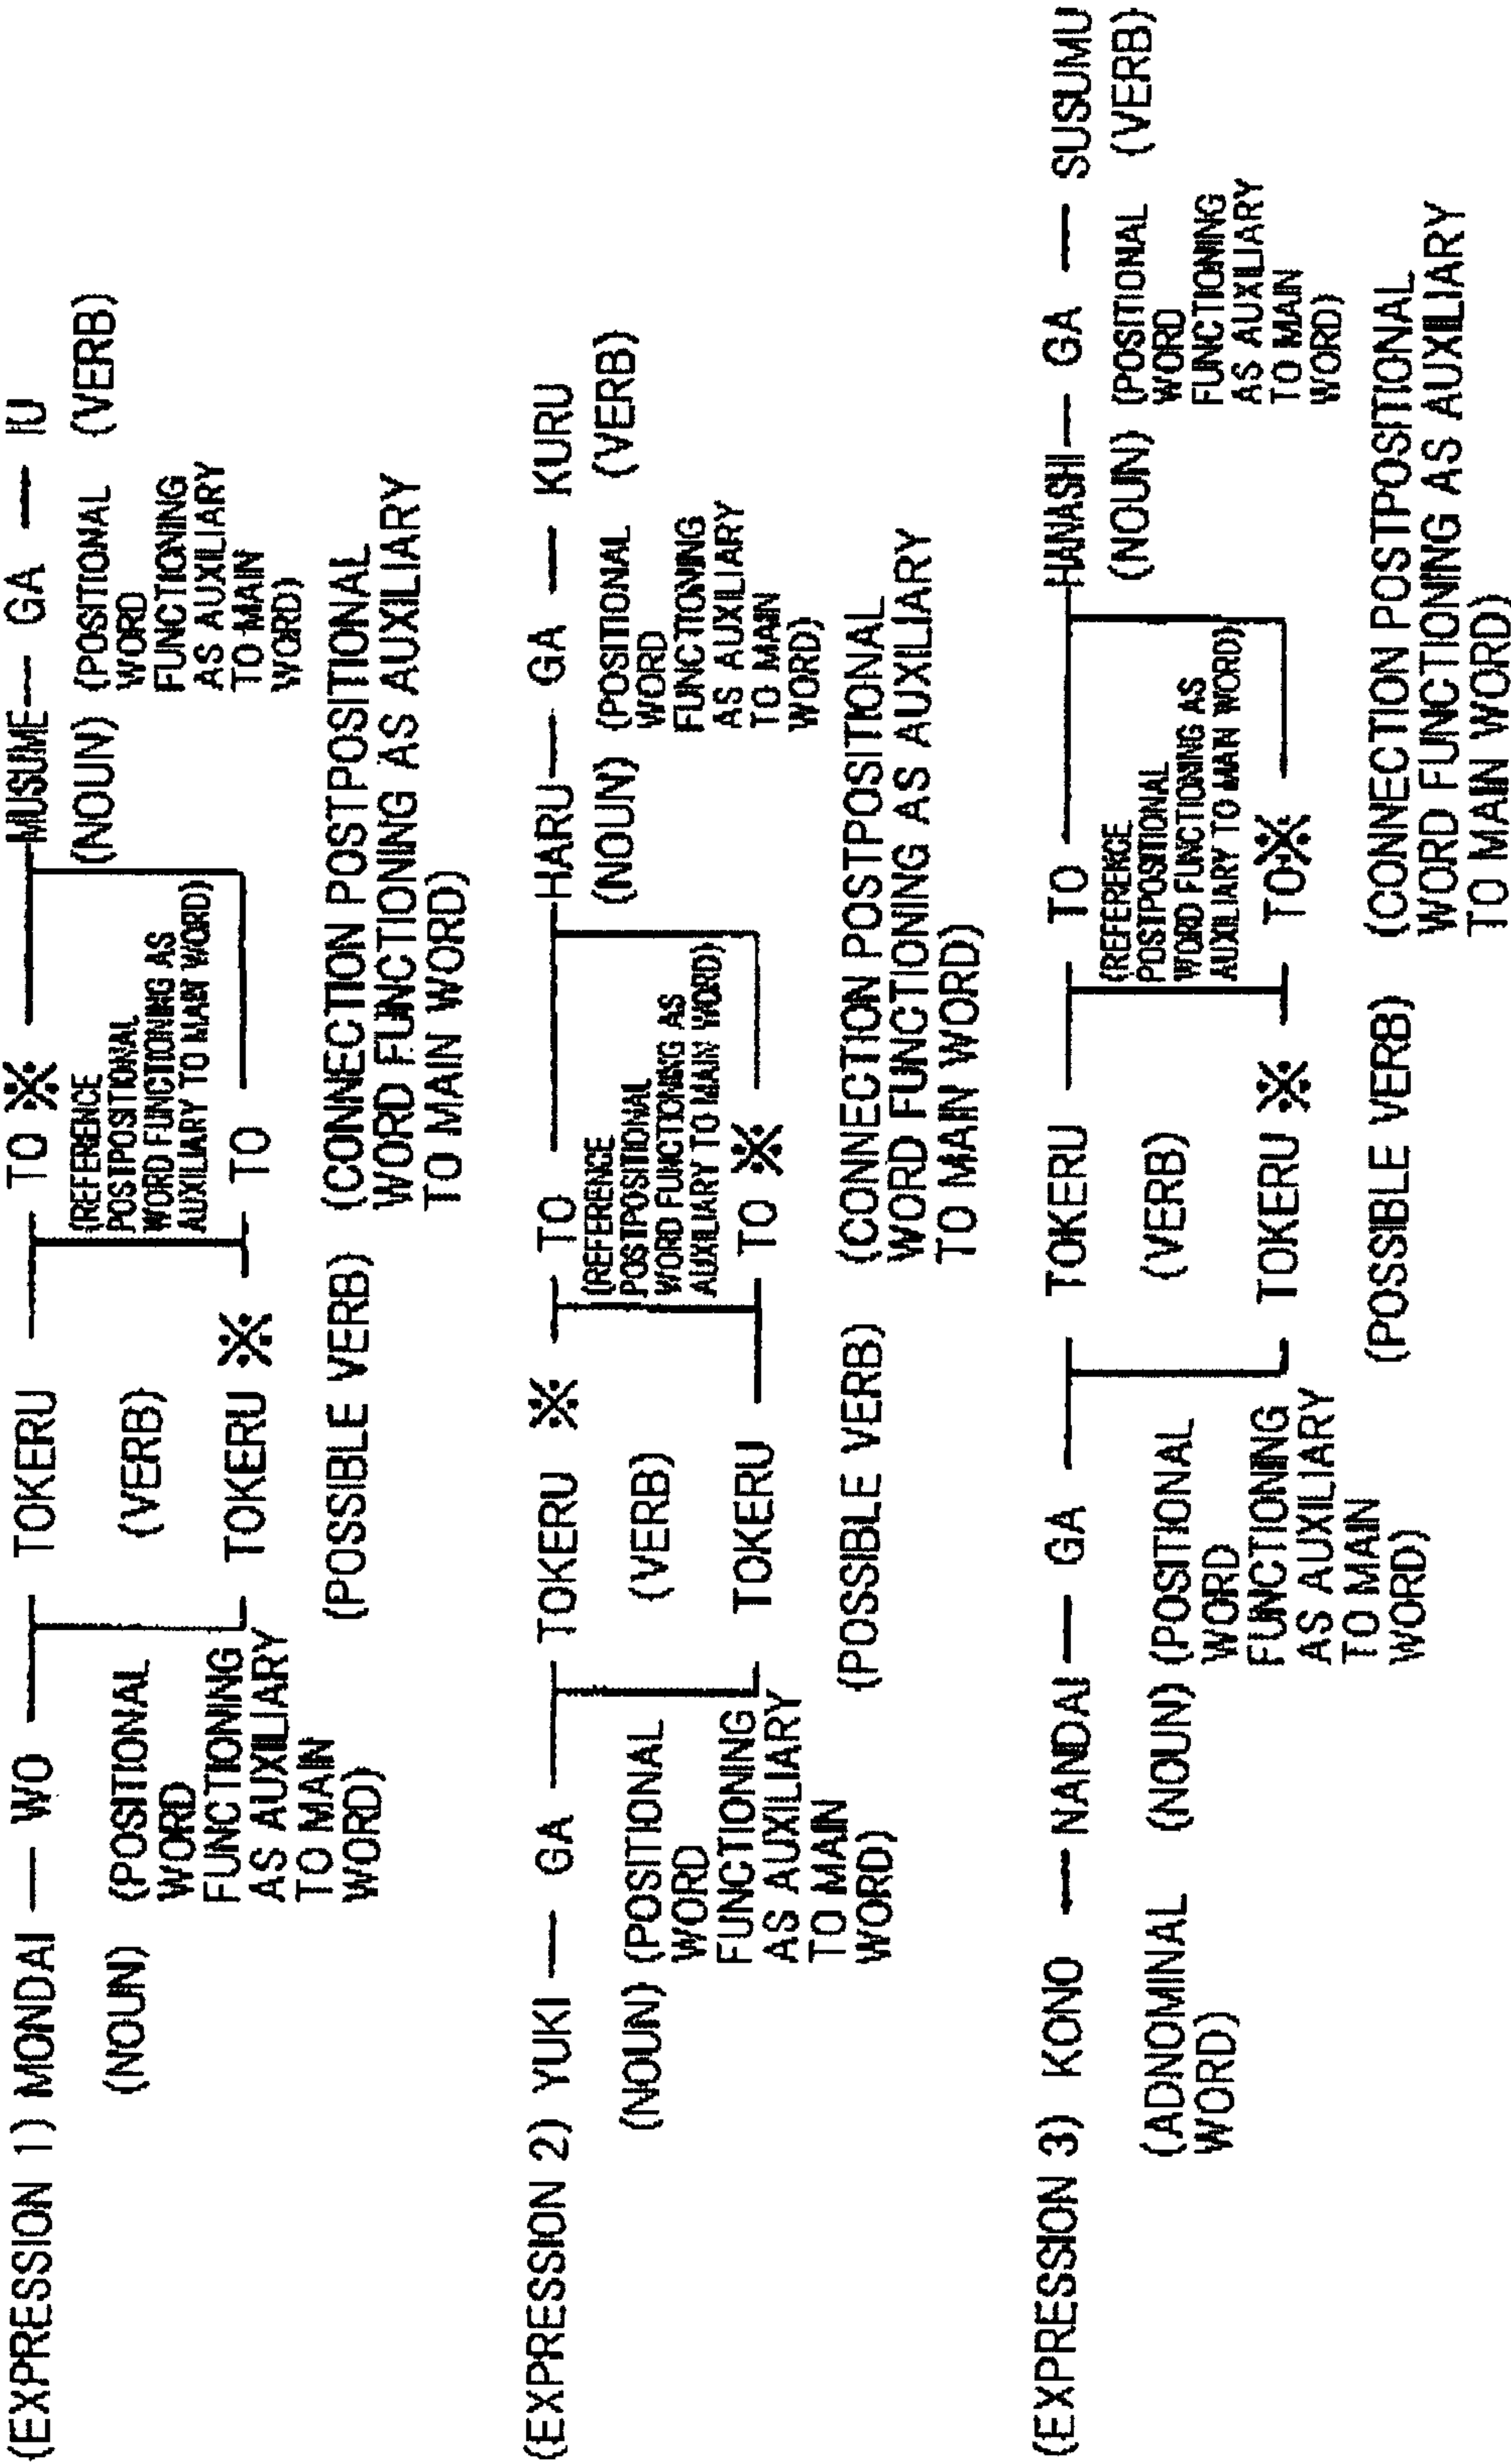 (EXPRESSION 1) MONDAI — WO — TOKERU — TO ※ — MUSUME — GA — IU
(NOUN) (POSITIONAL WORD FUNCTIONING AS AUXILIARY TO MAIN WORD) (VERB) (REFERENCE POSTPOSITIONAL WORD FUNCTIONING AS AUXILIARY TO MAIN WORD) (NOUN) (POSITIONAL WORD FUNCTIONING AS AUXILIARY TO MAIN WORD) (VERB)
TOKERU ※ — TO
(POSSIBLE VERB) (CONNECTION POSTPOSITIONAL WORD FUNCTIONING AS AUXILIARY TO MAIN WORD)
(EXPRESSION 2) YUKI — GA — TOKERU ※ — TO — HARU — GA — KURU
(NOUN) (POSITIONAL WORD FUNCTIONING AS AUXILIARY TO MAIN WORD) (VERB) (REFERENCE POSTPOSITIONAL WORD FUNCTIONING AS AUXILIARY TO MAIN WORD) (NOUN) (POSITIONAL WORD FUNCTIONING AS AUXILIARY TO MAIN WORD) (VERB)
TOKERU — TO ※
(POSSIBLE VERB) (CONNECTION POSTPOSITIONAL WORD FUNCTIONING AS AUXILIARY TO MAIN WORD)
(EXPRESSION 3) KONO — NANDAI — GA — TOKERU — TO — HANASHI — GA — SUSUMU
(ADNOMINAL WORD) (NOUN) (POSITIONAL WORD FUNCTIONING AS AUXILIARY TO MAIN WORD) (VERB) (REFERENCE POSTPOSITIONAL WORD FUNCTIONING AS AUXILIARY TO MAIN WORD) (NOUN) (POSITIONAL WORD FUNCTIONING AS AUXILIARY TO MAIN WORD) (VERB)
TOKERU ※ — TO ※
(POSSIBLE VERB) (CONNECTION POSTPOSITIONAL WORD FUNCTIONING AS AUXILIARY TO MAIN WORD)